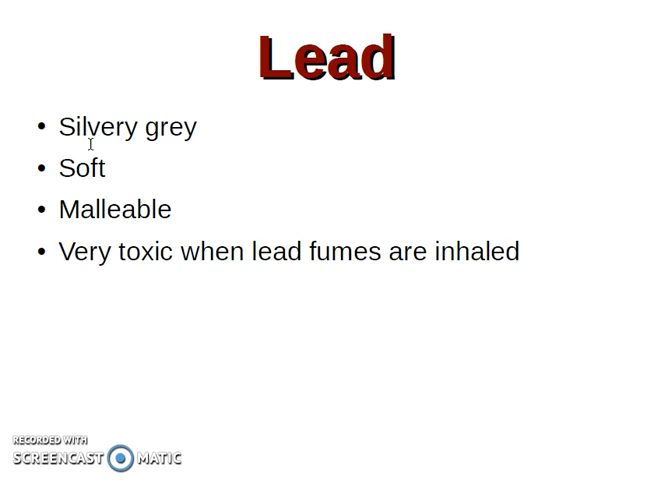 Lead
• Silvery grey
• Soft
• Malleable
• Very toxic when lead fumes are inhaled
RECORDED WITH
SCREENCAST MATIC